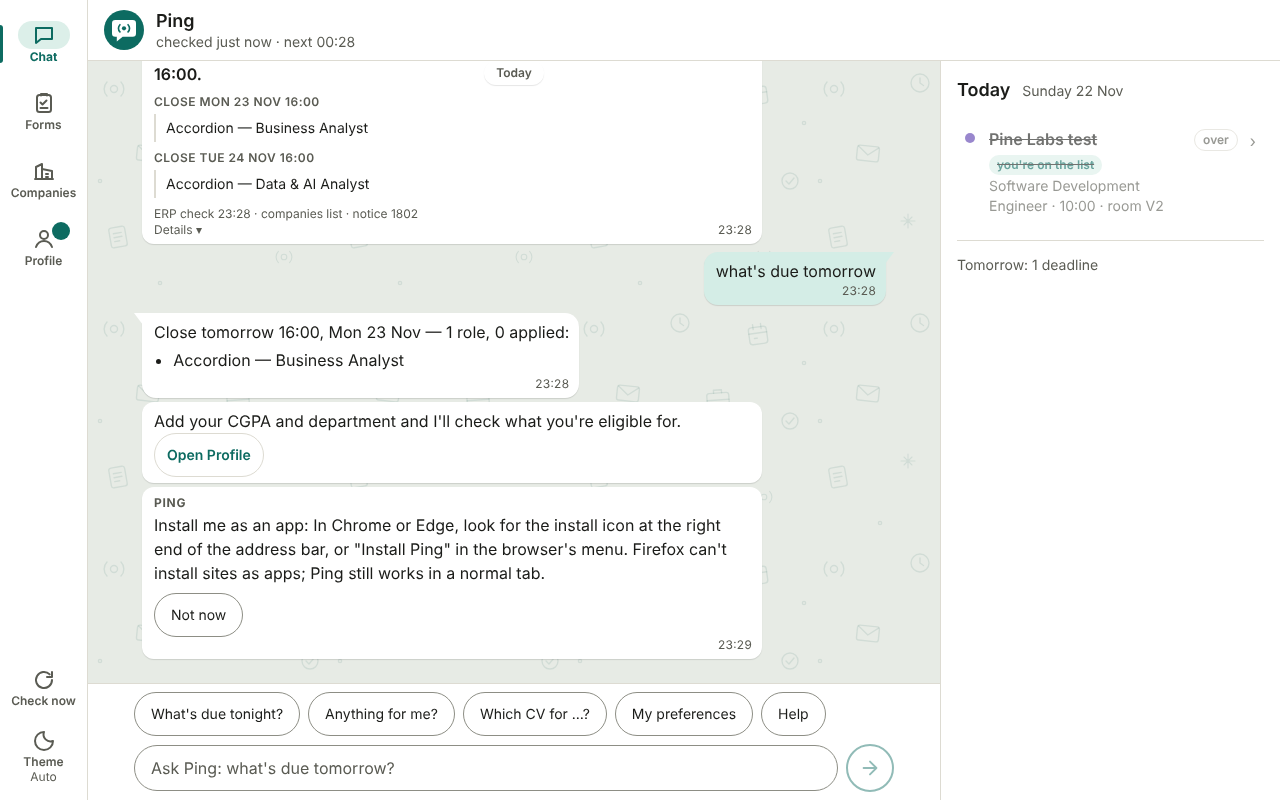 Ping
checked just now · next 00:28
Chat
Forms
Companies
Profile
Check now
Theme
Auto
16:00.
Today
CLOSE MON 23 NOV 16:00
Accordion — Business Analyst
CLOSE TUE 24 NOV 16:00
Accordion — Data & AI Analyst
ERP check 23:28 · companies list · notice 1802
Details ▾
23:28
what's due tomorrow
23:28
Close tomorrow 16:00, Mon 23 Nov — 1 role, 0 applied:
• Accordion — Business Analyst
23:28
Add your CGPA and department and I'll check what you're eligible for.
Open Profile
PING
Install me as an app: In Chrome or Edge, look for the install icon at the right
end of the address bar, or "Install Ping" in the browser's menu. Firefox can't
install sites as apps; Ping still works in a normal tab.
Not now
23:29
What's due tonight?
Anything for me?
Which CV for ...?
My preferences
Help
Ask Ping: what's due tomorrow?
Today Sunday 22 Nov
Pine Labs test
over
you're on the list
Software Development
Engineer · 10:00 · room V2
Tomorrow: 1 deadline